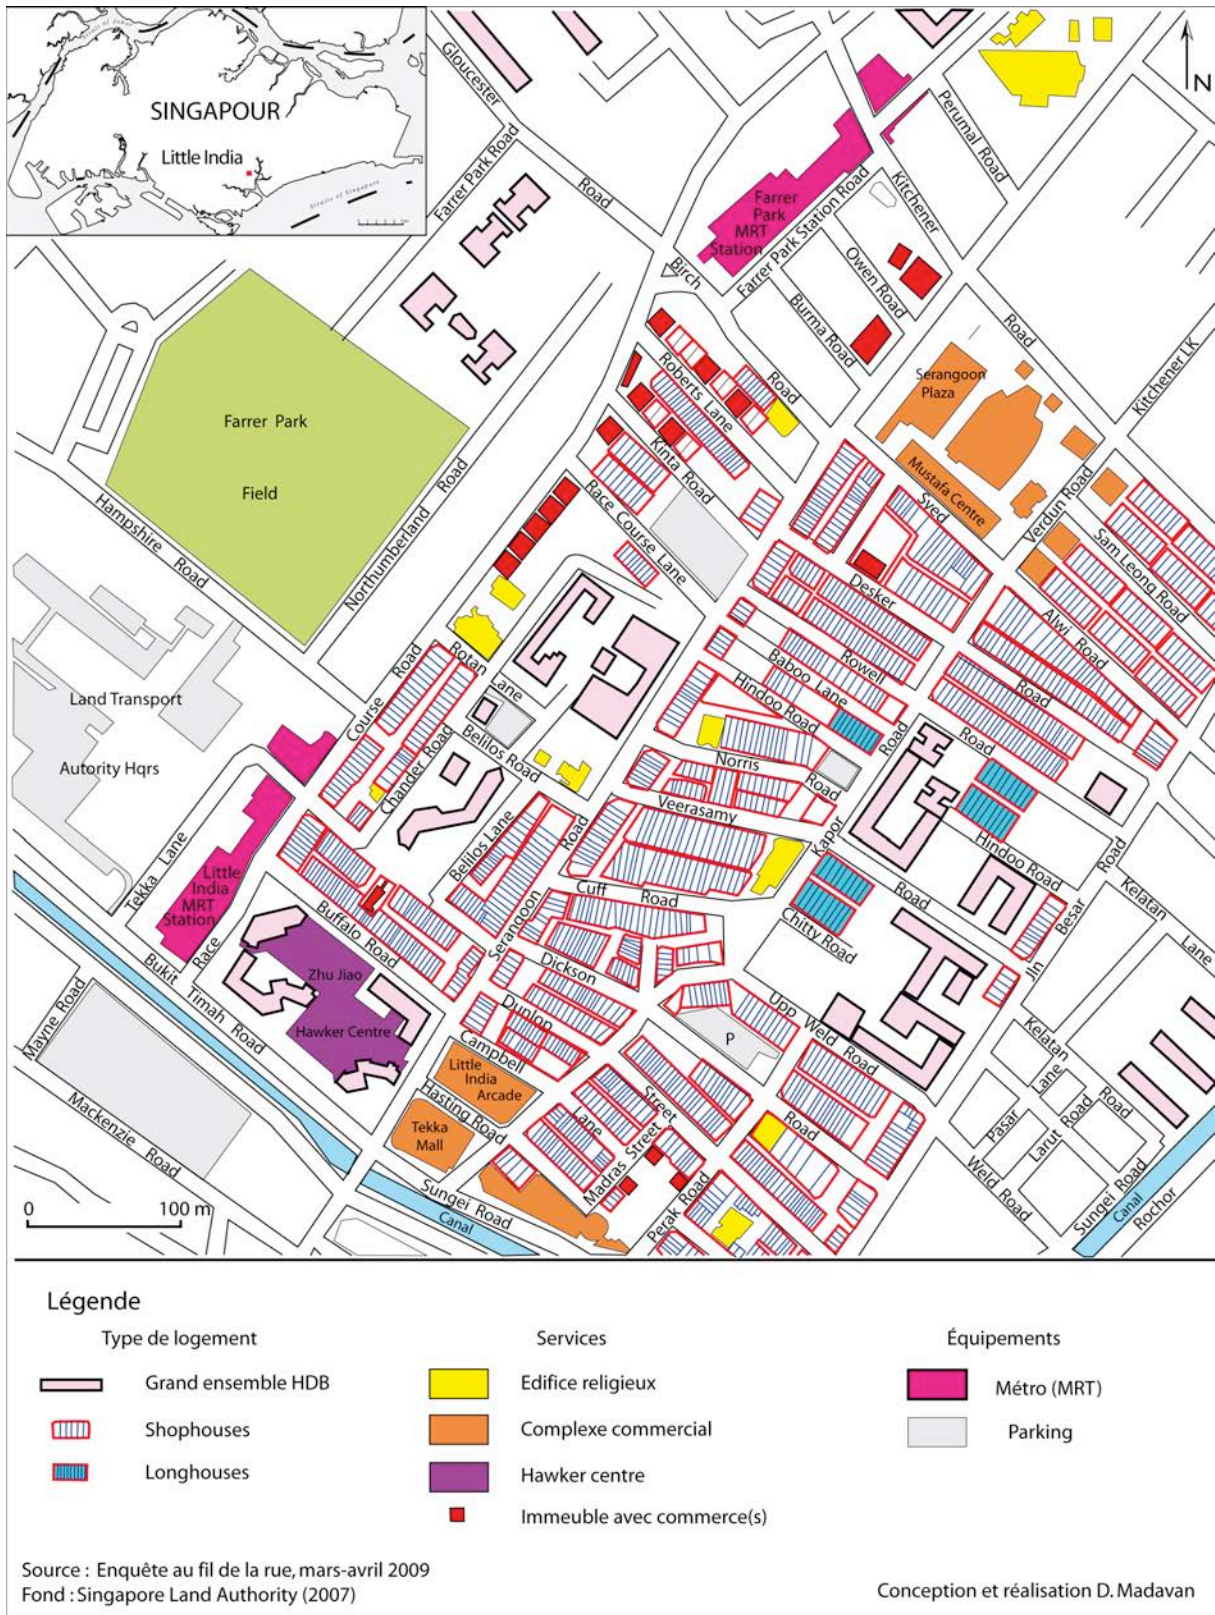 Strait of Johor
SINGAPOUR
Little India
Straits of Singapore
N
Gloucester
Road
Farrer Park Road
Farrer
Park
MRT
Station
Farrer Park Station Road
Perumal Road
Kitchener
Road
Owen Road
Burma Road
Birch
Road
Kitchener LK
Serangoon
Plaza
Mustafa Centre
Verdun Road
Sam Leong Road
Syed
Alwi Road
Roberts Lane
Kinta Road
Race Course Lane
Farrer Park
Field
Hampshire Road
Northumberland Road
Desker
Road
Rowell
Road
Baboo Lane
Hindoo Road
Norris
Road
Veerasamy
Road
Kapor
Road
Hindoo Road
Cuff
Road
Chitty Road
Land Transport
Autority Hqrs
Course Road
Rotan Lane
Belilos Road
Chander Road
Belilos Lane
Serangoon
Road
Tekka Lane
Little
India
MRT
Station
Race
Buffalo Road
Bukit Timah Road
Zhu Jiao
Hawker Centre
Mayne Road
Mackenzie Road
Dickson
Road
Dunlop
Street
Campbell
Lane
Little
India
Arcade
Hasting Road
Tekka
Mall
Madras Street
Perak Road
Sungei Road
Canal
P
Upp Weld Road
Jln Besar
Road
Kelatan
Lane
Kelatan
Lane
Road
Pasar
Larut Road
Weld Road
Sungei Road
Canal
Rochor
0 100 m
Légende
Type de logement
Grand ensemble HDB
Shophouses
Longhouses
Services
Edifice religieux
Complexe commercial
Hawker centre
Immeuble avec commerce(s)
Équipements
Métro (MRT)
Parking
Source : Enquête au fil de la rue, mars-avril 2009
Fond : Singapore Land Authority (2007)
Conception et réalisation D. Madavan